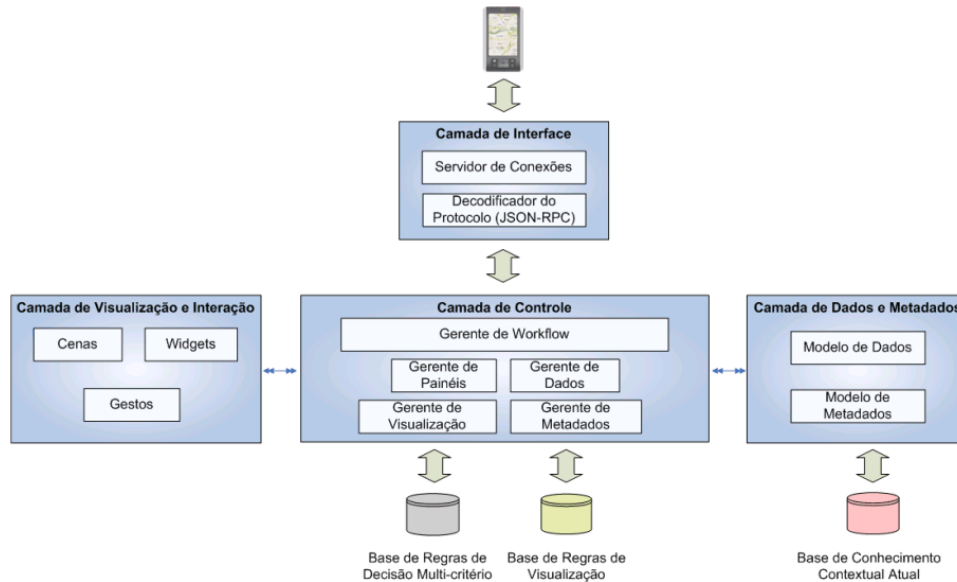 Camada de Interface
Servidor de Conexões
Decodificador do
Protocolo (JSON-RPC)
Camada de Visualização e Interação
Cenas
Widgets
Gestos
Camada de Controle
Gerente de Workflow
Gerente de
Painéis
Gerente de
Dados
Gerente de
Visualização
Gerente de
Metadados
Camada de Dados e Metadados
Modelo de Dados
Modelo de
Metadados
Base de Regras de
Decisão Multi-critério
Base de Regras de
Visualização
Base de Conhecimento
Contextual Atual